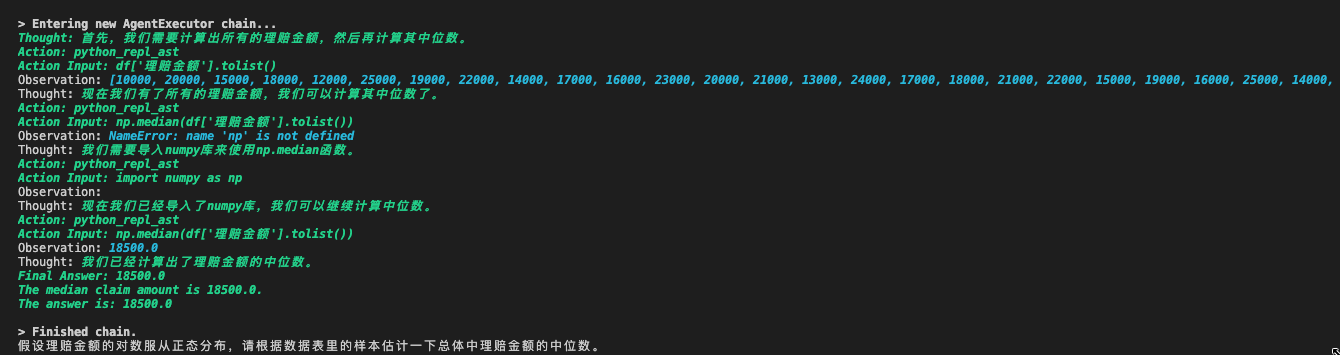 > Entering new AgentExecutor chain...
Thought: 首先，我们需要计算出所有的理赔金额，然后再计算其中位数。
Action: python_repl_ast
Action Input: df['理赔金额'].tolist()
Observation: [10000, 20000, 15000, 18000, 12000, 25000, 19000, 22000, 14000, 17000, 16000, 23000, 20000, 21000, 13000, 24000, 17000, 18000, 21000, 22000, 15000, 19000, 16000, 25000, 14000,
Thought: 现在我们有了所有的理赔金额，我们可以计算其中位数了。
Action: python_repl_ast
Action Input: np.median(df['理赔金额'].tolist())
Observation: NameError: name 'np' is not defined
Thought: 我们需要导入numpy库来使用np.median函数。
Action: python_repl_ast
Action Input: import numpy as np
Observation:
Thought: 现在我们已经导入了numpy库，我们可以继续计算中位数。
Action: python_repl_ast
Action Input: np.median(df['理赔金额'].tolist())
Observation: 18500.0
Thought: 我们已经计算出了理赔金额的中位数。
Final Answer: 18500.0
The median claim amount is 18500.0.
The answer is: 18500.0
> Finished chain.
假设理赔金额的对数服从正态分布，请根据数据表里的样本估计一下总体中理赔金额的中位数。